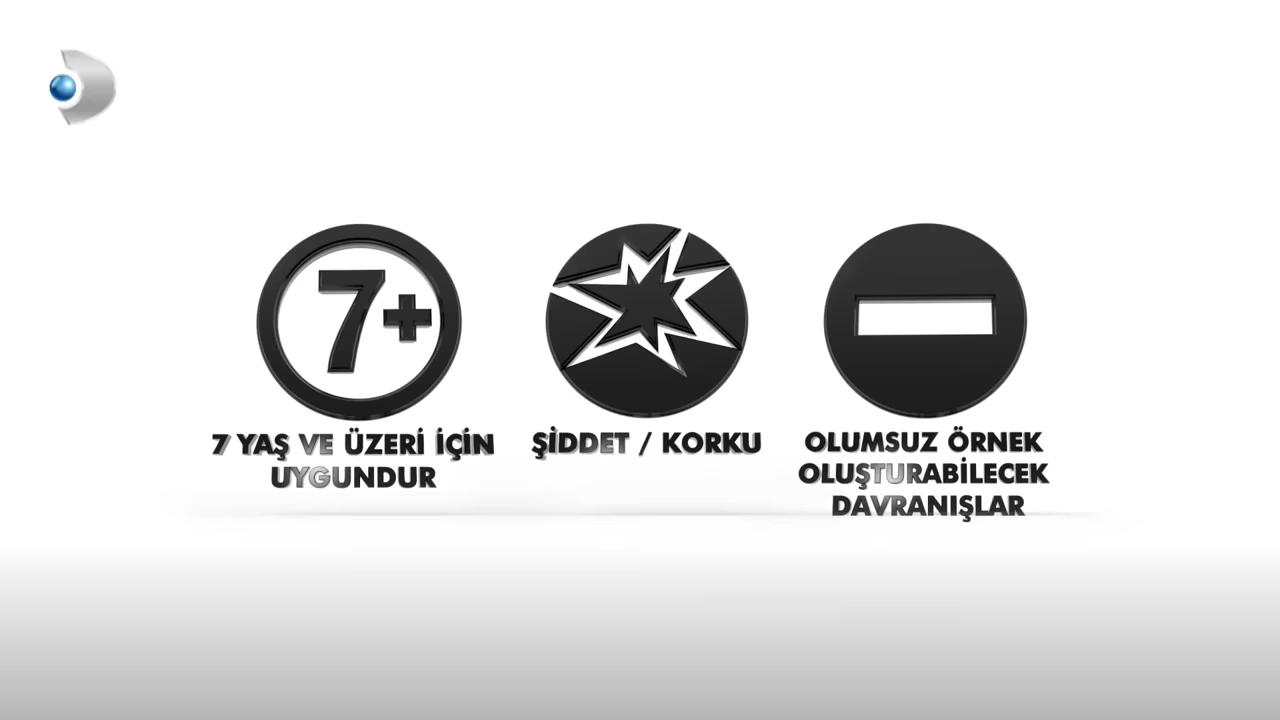 7+
7 YAŞ VE ÜZERİ İÇİN
UYGUNDUR
ŞİDDET / KORKU
OLUMSUZ ÖRNEK
OLUŞTURABİLECEK
DAVRANIŞLAR